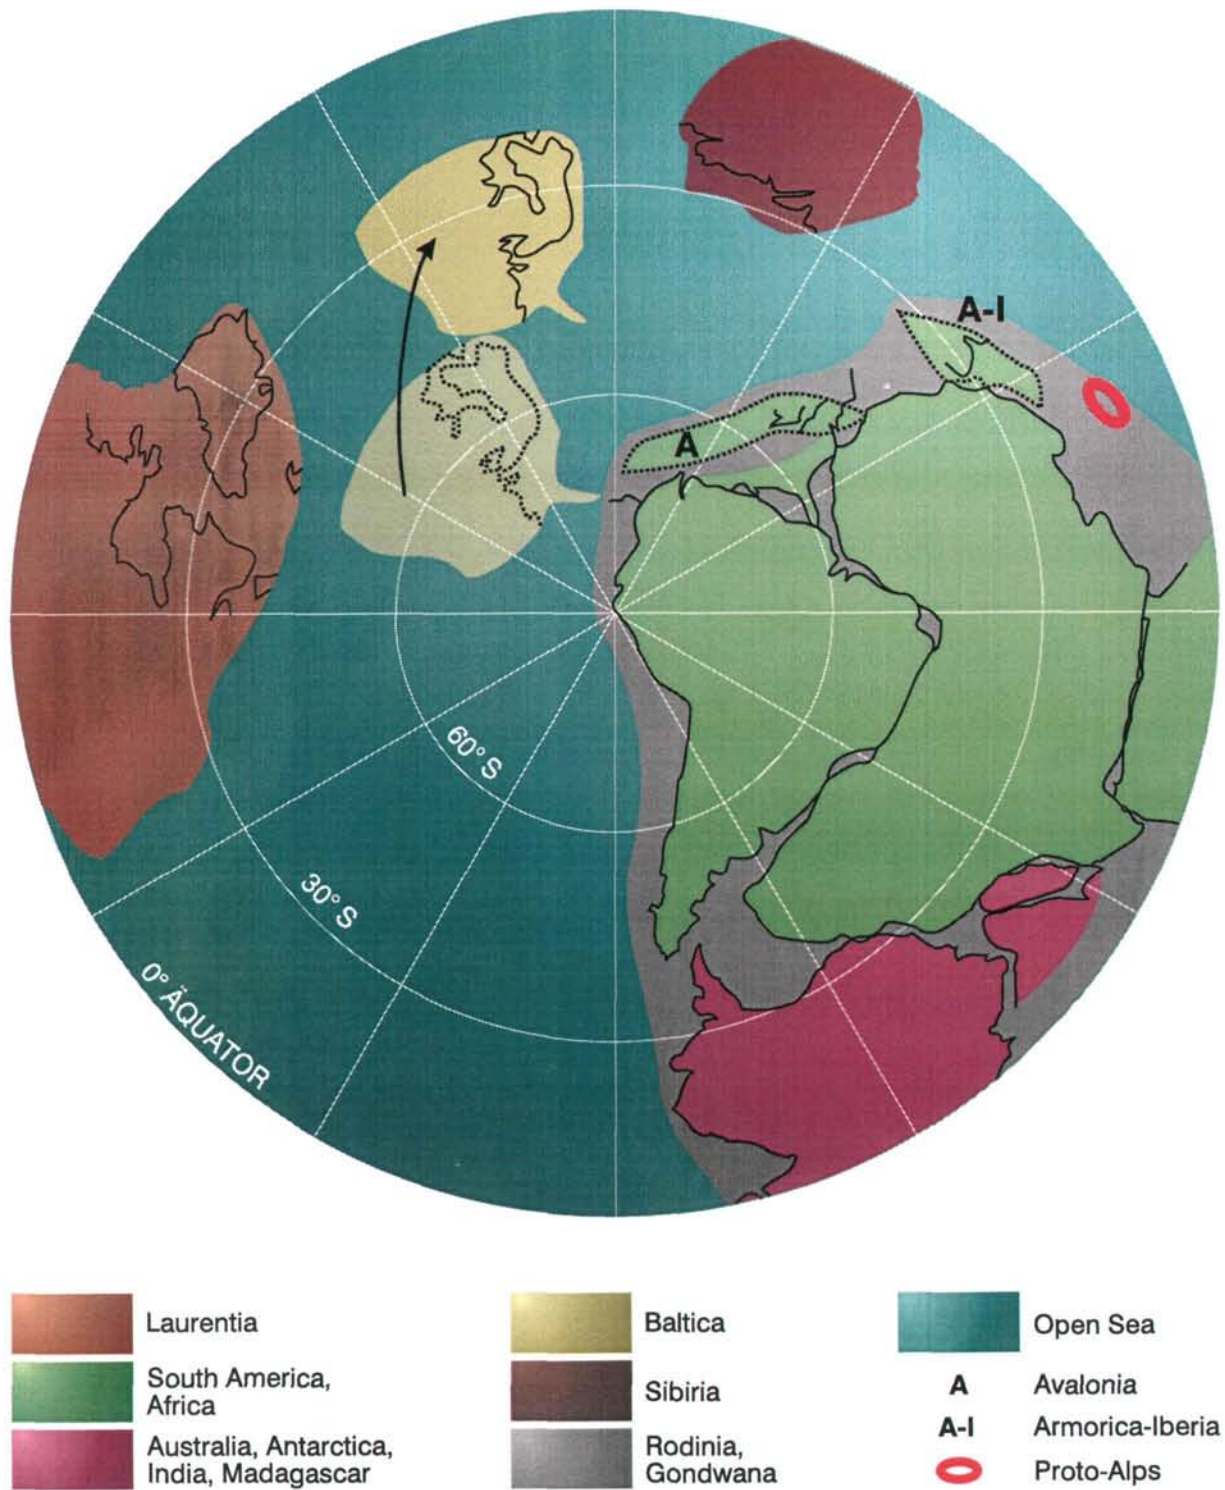 A-I
A
60° S
30° S
0° ÄQUATOR
Laurentia
South America,
Africa
Australia, Antarctica,
India, Madagascar
Baltica
Sibiria
Rodinia,
Gondwana
Open Sea
A Avalonia
A-I Armorica-Iberia
Proto-Alps